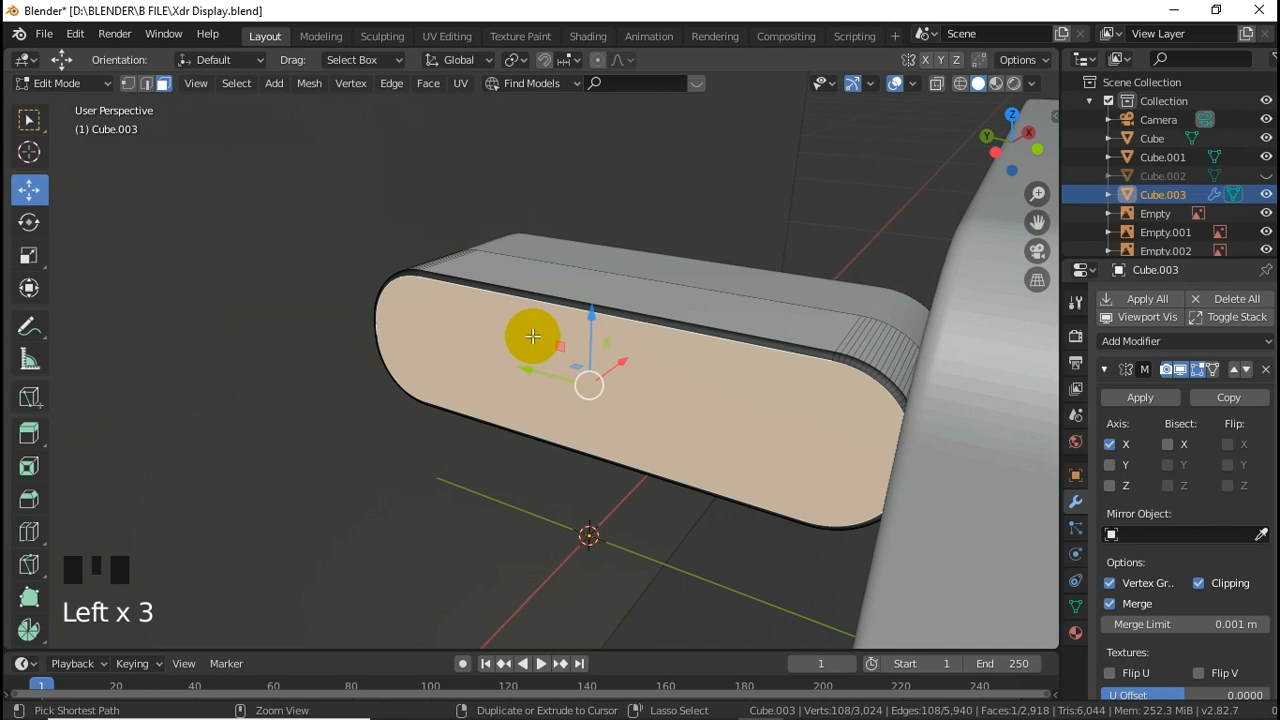 Blender* [D:\BLENDER\B FILE\Xdr Display.blend]
File Edit Render Window Help Layout Modeling Sculpting UV Editing Texture Paint Shading Animation Rendering Compositing Scripting + Scene View Layer
Orientation: Default Drag: Select Box Global X Y Z Options
Edit Mode View Select Add Mesh Vertex Edge Face UV Find Models
User Perspective
(1) Cube.003
Z
Y X
Left x 3
Scene Collection
Collection
Camera
Cube
Cube.001
Cube.002
Cube.003
Empty
Empty.001
Empty.002
Cube.003
Apply All Delete All
Viewport Vis Toggle Stack
Add Modifier
M
Apply Copy
Axis: Bisect: Flip:
X X X
Y Y Y
Z Z Z
Mirror Object:
Options:
Vertex Gr.. Clipping
Merge
Merge Limit 0.001 m
Textures:
Flip U Flip V
U Offset 0.0000
Playback Keying View Marker 1 Start 1 End 250
1 20 40 60 80 100 120 140 160 180 200 220 240
Pick Shortest Path Zoom View Duplicate or Extrude to Cursor Lasso Select Cube.003 | Verts:108/3,024 | Edges:108/5,940 | Faces:1/2,918 | Tris:6,044 | Mem: 252.3 MiB | v2.82.7